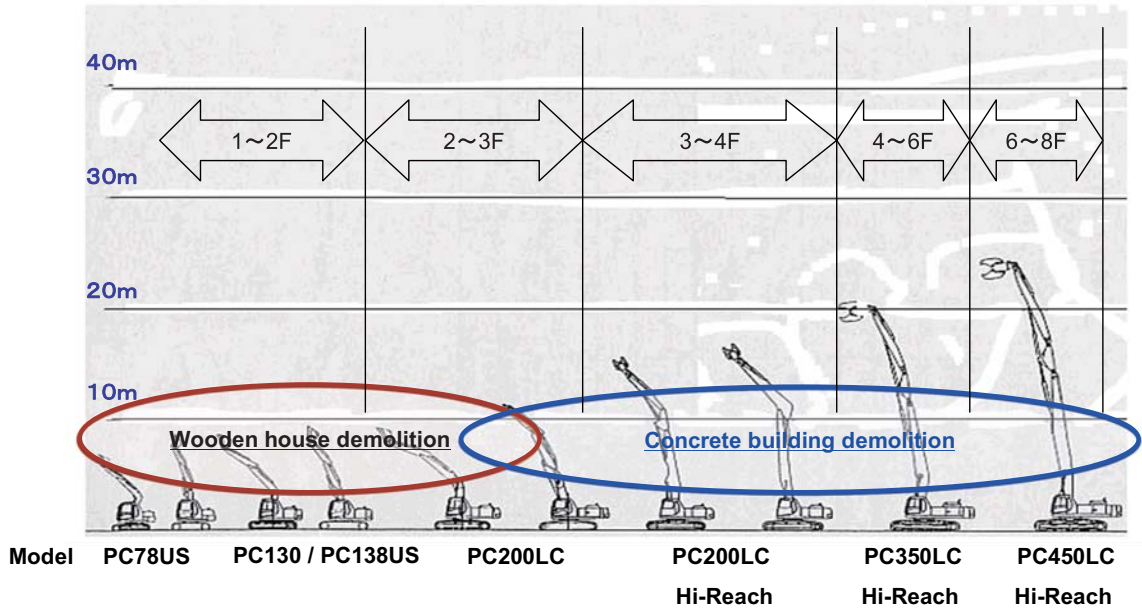 40m
1～2F
2～3F
3～4F
4～6F
6～8F
30m
20m
10m
Wooden house demolition
Concrete building demolition
Model
PC78US
PC130 / PC138US
PC200LC
PC200LC
Hi-Reach
PC350LC
Hi-Reach
PC450LC
Hi-Reach